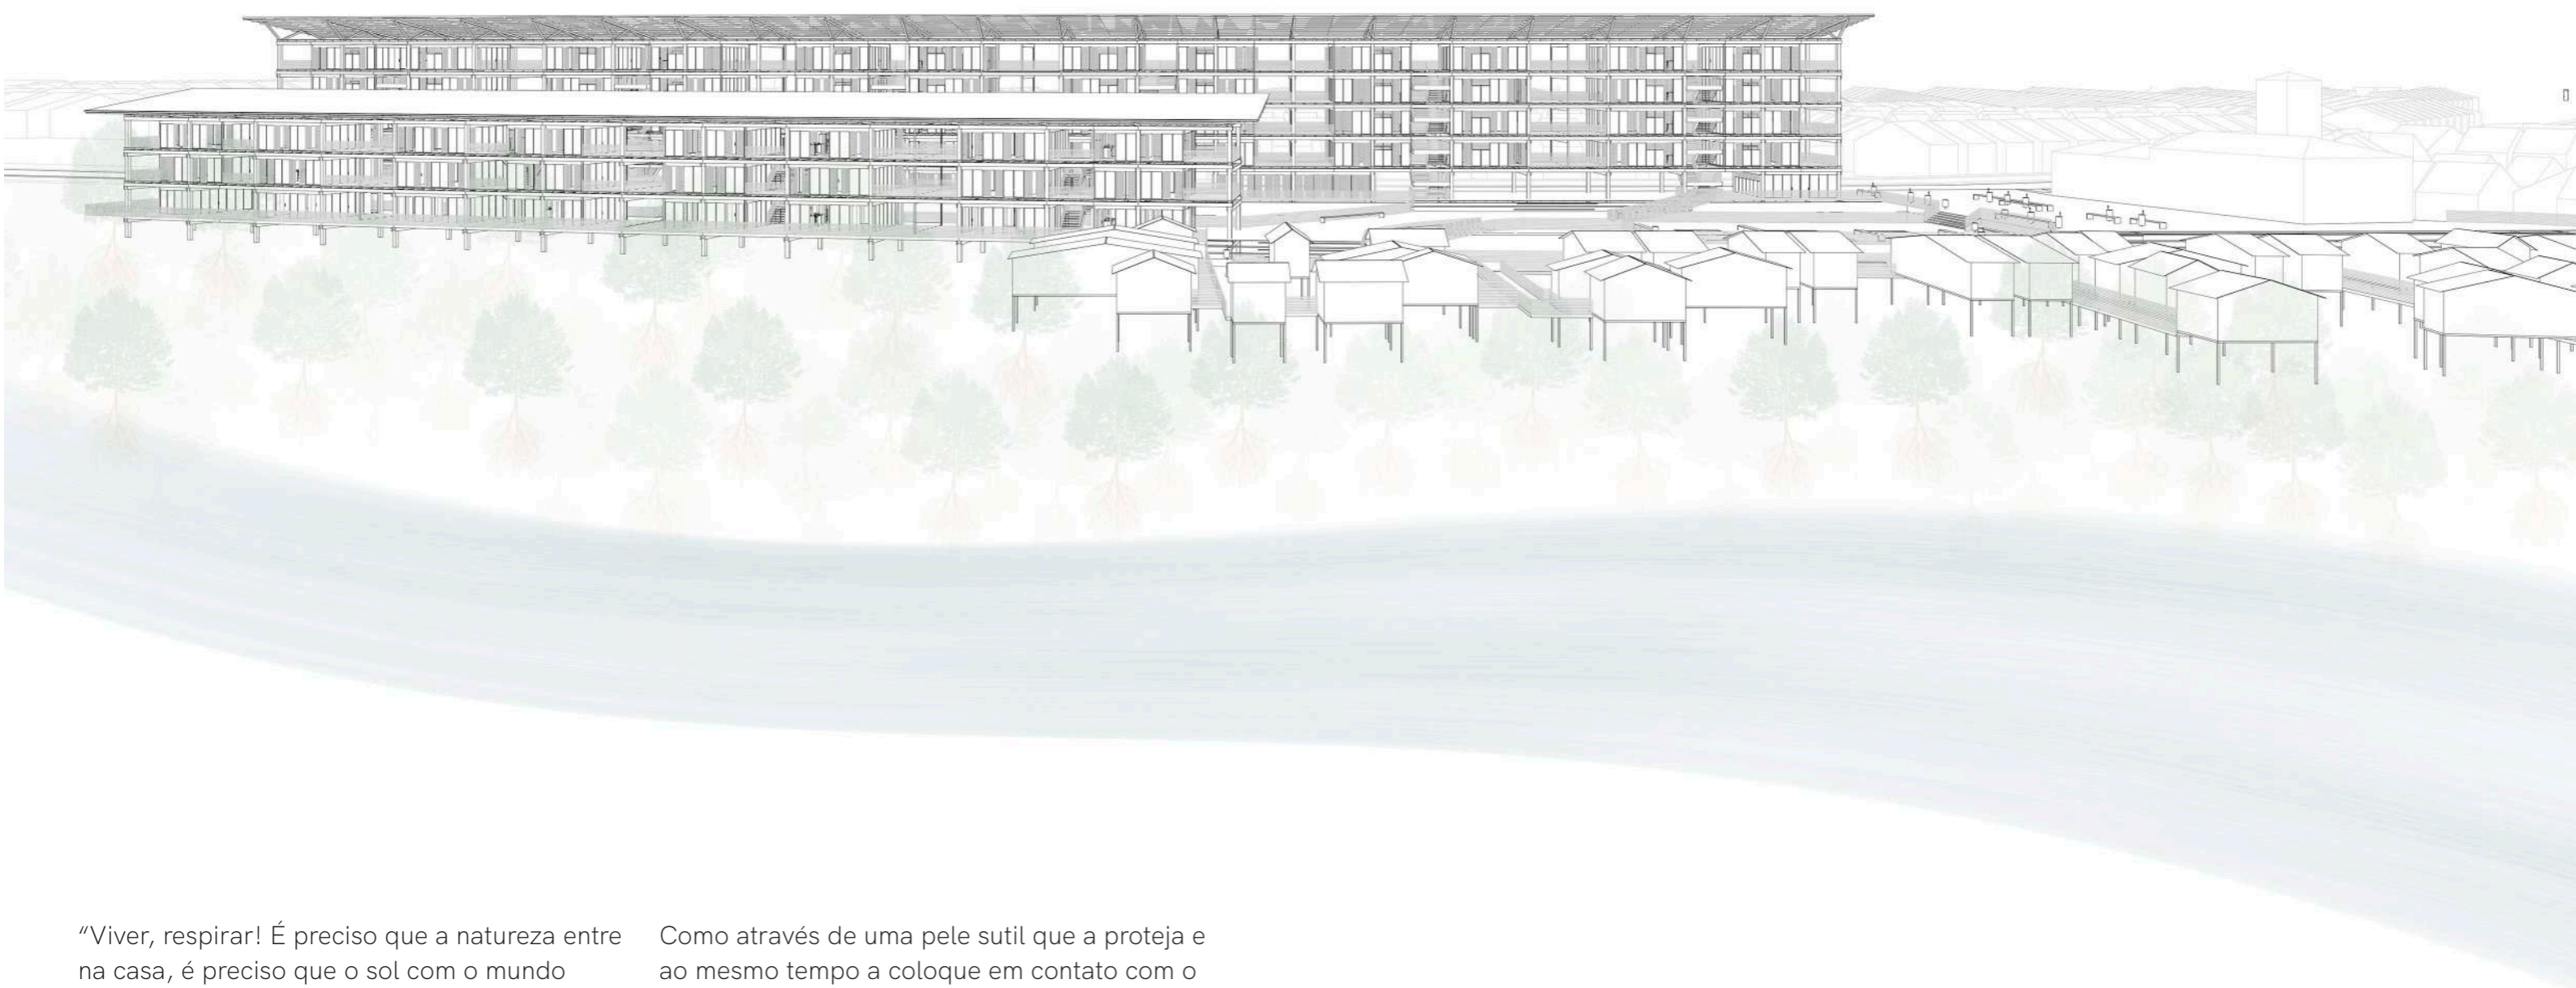 “Viver, respirar! É preciso que a natureza entre
na casa, é preciso que o sol com o mundo
Como através de uma pele sutil que a proteja e
ao mesmo tempo a coloque em contato com o